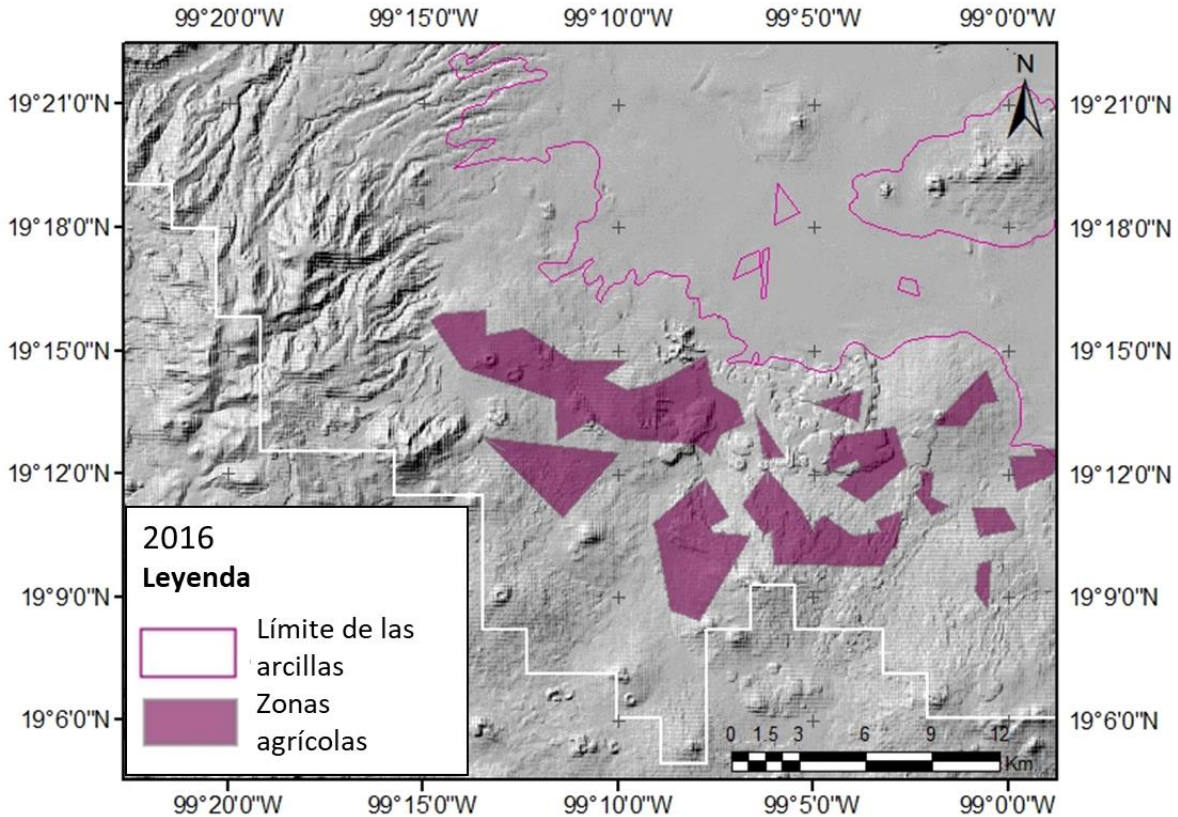 99°20'0"W 99°15'0"W 99°10'0"W 99°5'0"W 99°0'0"W
N
19°21'0"N 19°21'0"N
19°18'0"N 19°18'0"N
19°15'0"N 19°15'0"N
F
19°12'0"N 19°12'0"N
2016
Leyenda
Límite de las
arcillas
Zonas
agrícolas
19°9'0"N 19°9'0"N
19°6'0"N 19°6'0"N
0 1.5 3 6 9 12
Km
99°20'0"W 99°15'0"W 99°10'0"W 99°5'0"W 99°0'0"W